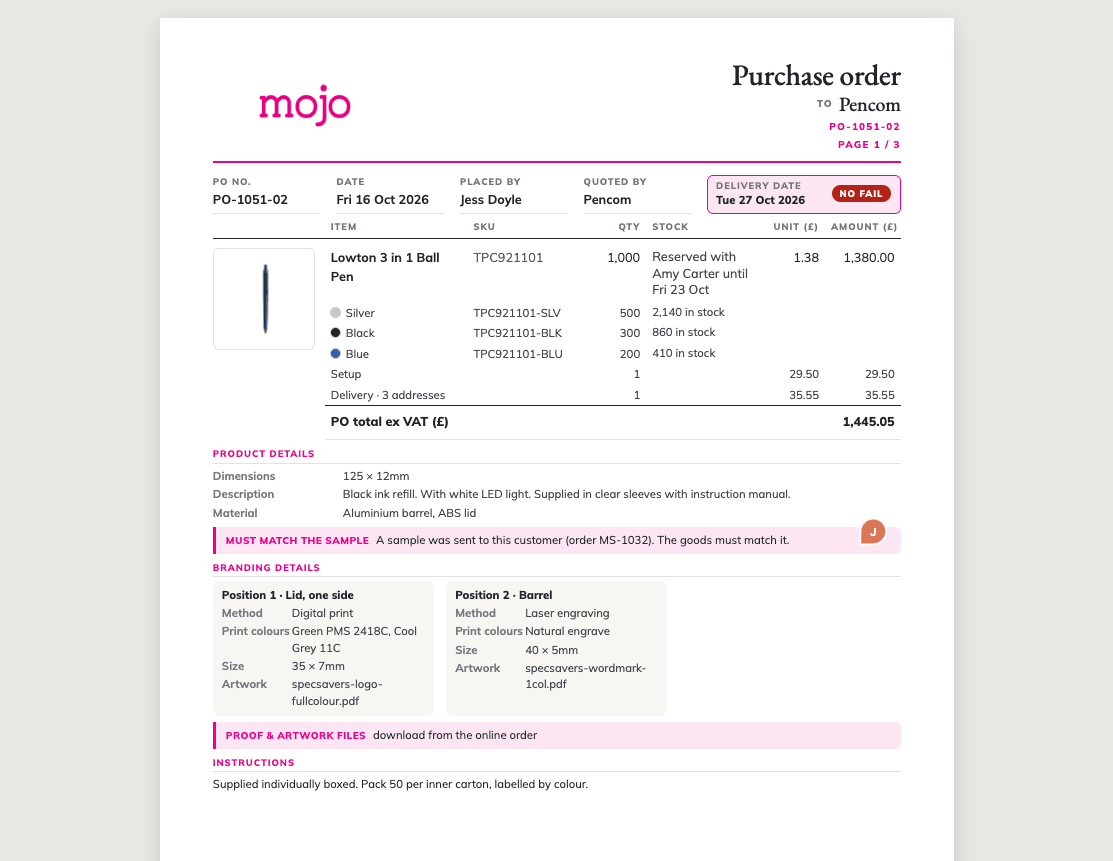 mojo
Purchase order
TO Pencom
PO-1051-02
PAGE 1 / 3
PO NO. DATE PLACED BY QUOTED BY DELIVERY DATE
PO-1051-02 Fri 16 Oct 2026 Jess Doyle Pencom Tue 27 Oct 2026 NO FAIL
ITEM SKU QTY STOCK UNIT (£) AMOUNT (£)
Lowton 3 in 1 Ball Pen TPC921101 1,000 Reserved with Amy Carter until Fri 23 Oct 1.38 1,380.00
Silver TPC921101-SLV 500 2,140 in stock
Black TPC921101-BLK 300 860 in stock
Blue TPC921101-BLU 200 410 in stock
Setup 1 29.50 29.50
Delivery · 3 addresses 1 35.55 35.55
PO total ex VAT (£) 1,445.05
PRODUCT DETAILS
Dimensions 125 × 12mm
Description Black ink refill. With white LED light. Supplied in clear sleeves with instruction manual.
Material Aluminium barrel, ABS lid
MUST MATCH THE SAMPLE A sample was sent to this customer (order MS-1032). The goods must match it.
J
BRANDING DETAILS
Position 1 · Lid, one side
Method Digital print
Print colours Green PMS 2418C, Cool
Grey 11C
Size 35 × 7mm
Artwork specsavers-logo-
fullcolour.pdf
Position 2 · Barrel
Method Laser engraving
Print colours Natural engrave
Size 40 × 5mm
Artwork specsavers-wordmark-
1col.pdf
PROOF & ARTWORK FILES download from the online order
INSTRUCTIONS
Supplied individually boxed. Pack 50 per inner carton, labelled by colour.